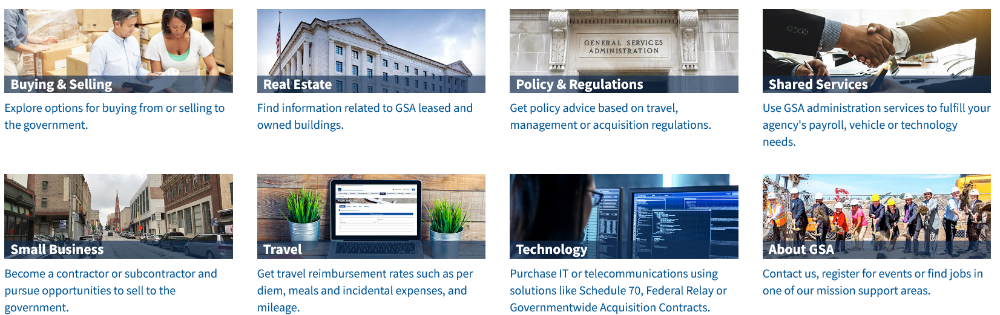 GENERAL SERVICES
ADMINISTRATION
Buying & Selling
Real Estate
Policy & Regulations
Shared Services
Explore options for buying from or selling to
the government.
Find information related to GSA leased and
owned buildings.
Get policy advice based on travel,
management or acquisition regulations.
Use GSA administration services to fulfill your
agency's payroll, vehicle or technology
needs.
Small Business
Travel
Technology
About GSA
Become a contractor or subcontractor and
pursue opportunities to sell to the
government.
Get travel reimbursement rates such as per
diem, meals and incidental expenses, and
mileage.
Purchase IT or telecommunications using
solutions like Schedule 70, Federal Relay or
Governmentwide Acquisition Contracts.
Contact us, register for events or find jobs in
one of our mission support areas.